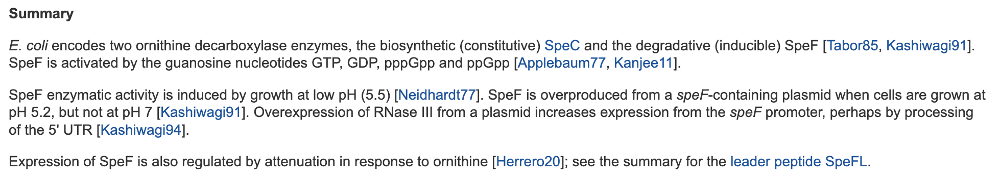 Summary
E. coli encodes two ornithine decarboxylase enzymes, the biosynthetic (constitutive) SpeC and the degradative (inducible) SpeF [Tabor85, Kashiwagi91].
SpeF is activated by the guanosine nucleotides GTP, GDP, pppGpp and ppGpp [Applebaum77, Kanjee11].
SpeF enzymatic activity is induced by growth at low pH (5.5) [Neidhardt77]. SpeF is overproduced from a speF-containing plasmid when cells are grown at
pH 5.2, but not at pH 7 [Kashiwagi91]. Overexpression of RNase III from a plasmid increases expression from the speF promoter, perhaps by processing
of the 5' UTR [Kashiwagi94].
Expression of SpeF is also regulated by attenuation in response to ornithine [Herrero20]; see the summary for the leader peptide SpeFL.